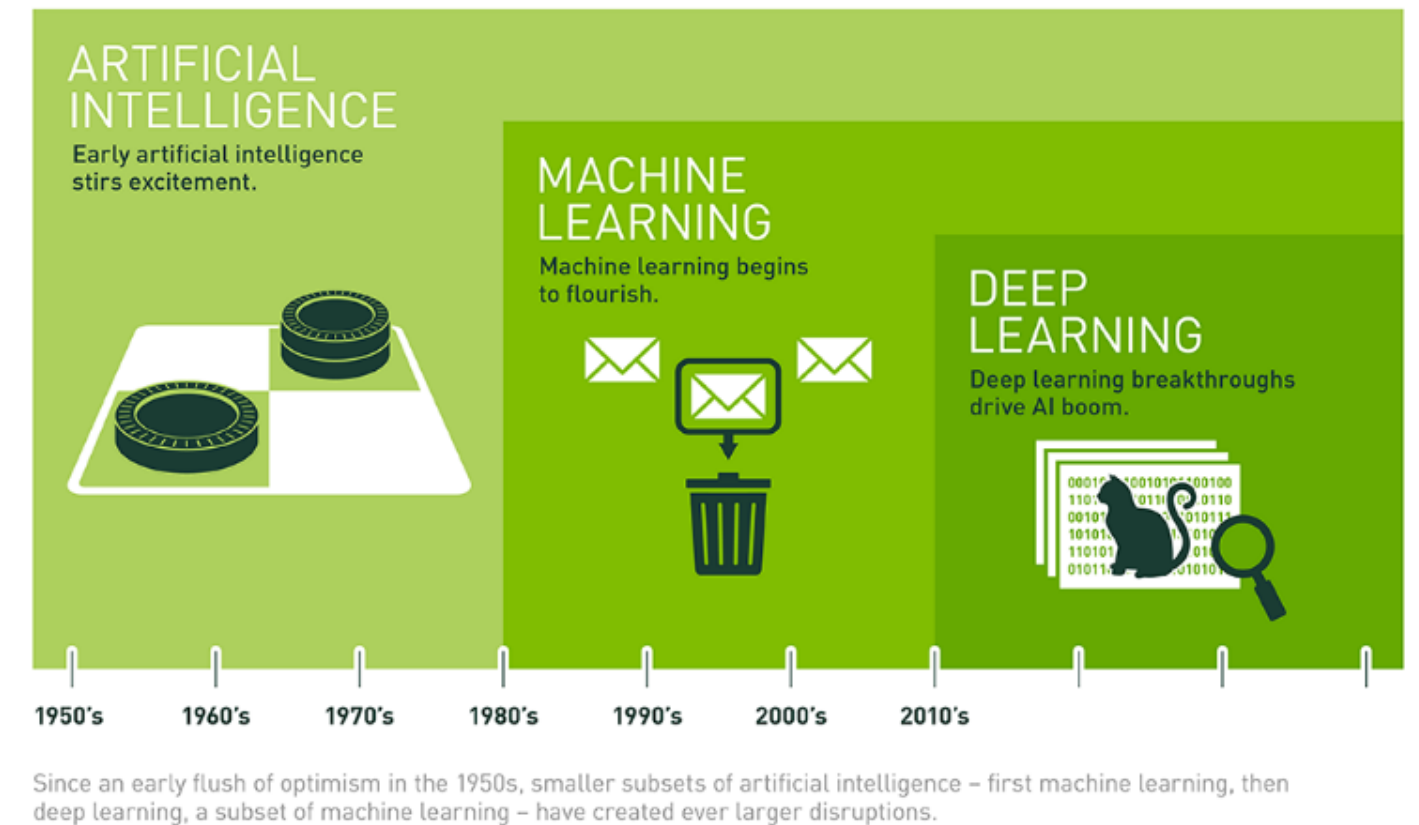 ARTIFICIAL
INTELLIGENCE
Early artificial intelligence
stirs excitement.
MACHINE
LEARNING
Machine learning begins
to flourish.
DEEP
LEARNING
Deep learning breakthroughs
drive AI boom.
1950's 1960's 1970's 1980's 1990's 2000's 2010's
Since an early flush of optimism in the 1950s, smaller subsets of artificial intelligence – first machine learning, then
deep learning, a subset of machine learning – have created ever larger disruptions.